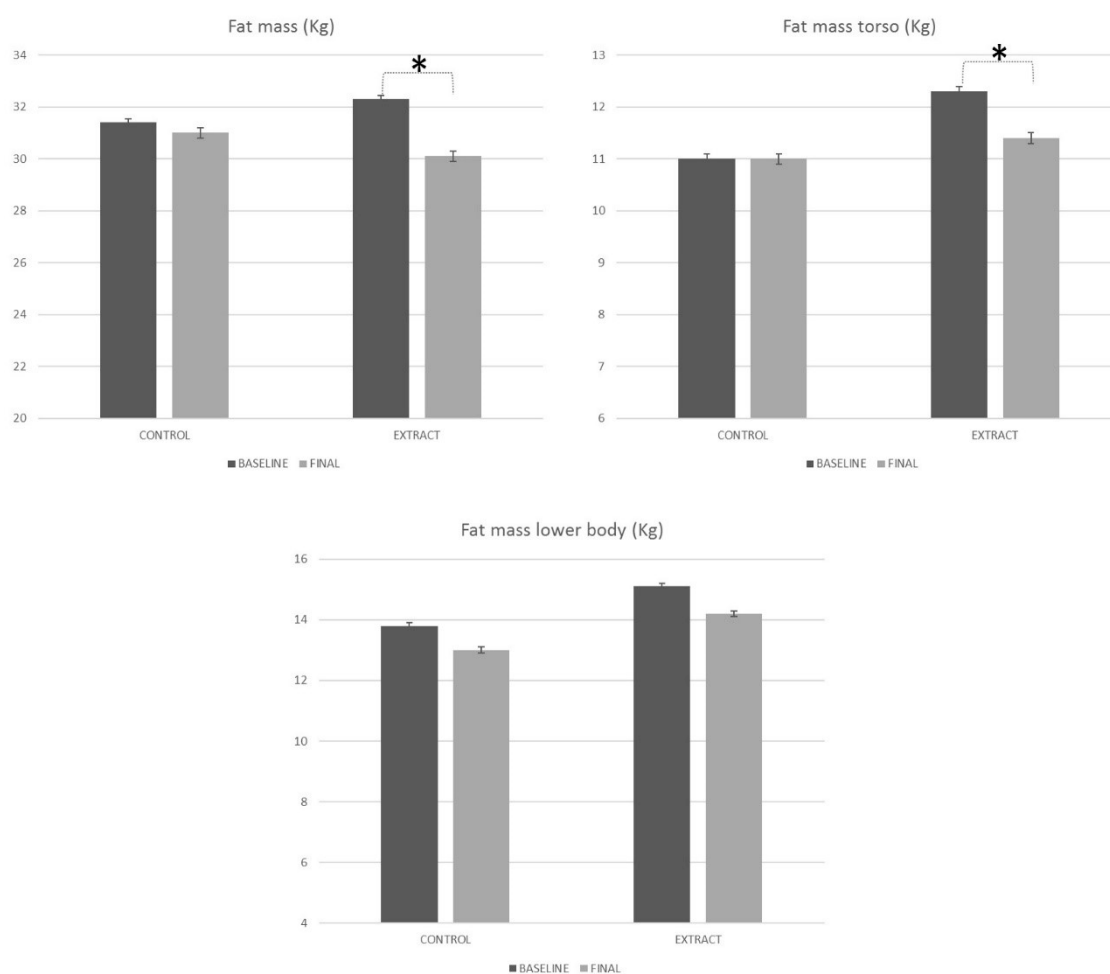 Fat mass (Kg)
34
32
30
28
26
24
22
20
*
CONTROL EXTRACT
BASELINE FINAL
Fat mass torso (Kg)
13
12
11
10
9
8
7
6
*
CONTROL EXTRACT
BASELINE FINAL
Fat mass lower body (Kg)
16
14
12
10
8
6
4
CONTROL EXTRACT
BASELINE FINAL